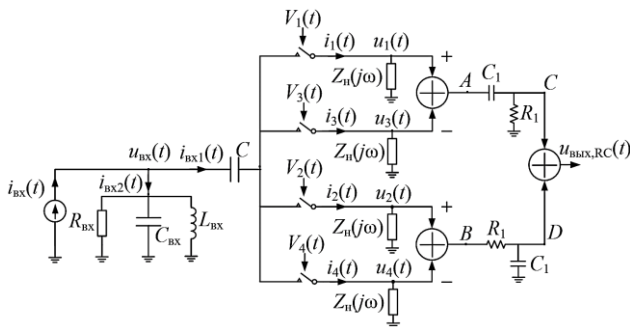 V₁(t)
i₁(t)
u₁(t)
+
Zн(jω)
A
C₁
C
R₁
V₃(t)
i₃(t)
u₃(t)
−
Zн(jω)
uвх(t)
iвх1(t)
C
iвх(t)
iвх2(t)
Rвх
Cвх
Lвх
uвых,RC(t)
V₂(t)
i₂(t)
u₂(t)
+
Zн(jω)
B
R₁
D
C₁
V₄(t)
i₄(t)
u₄(t)
−
Zн(jω)